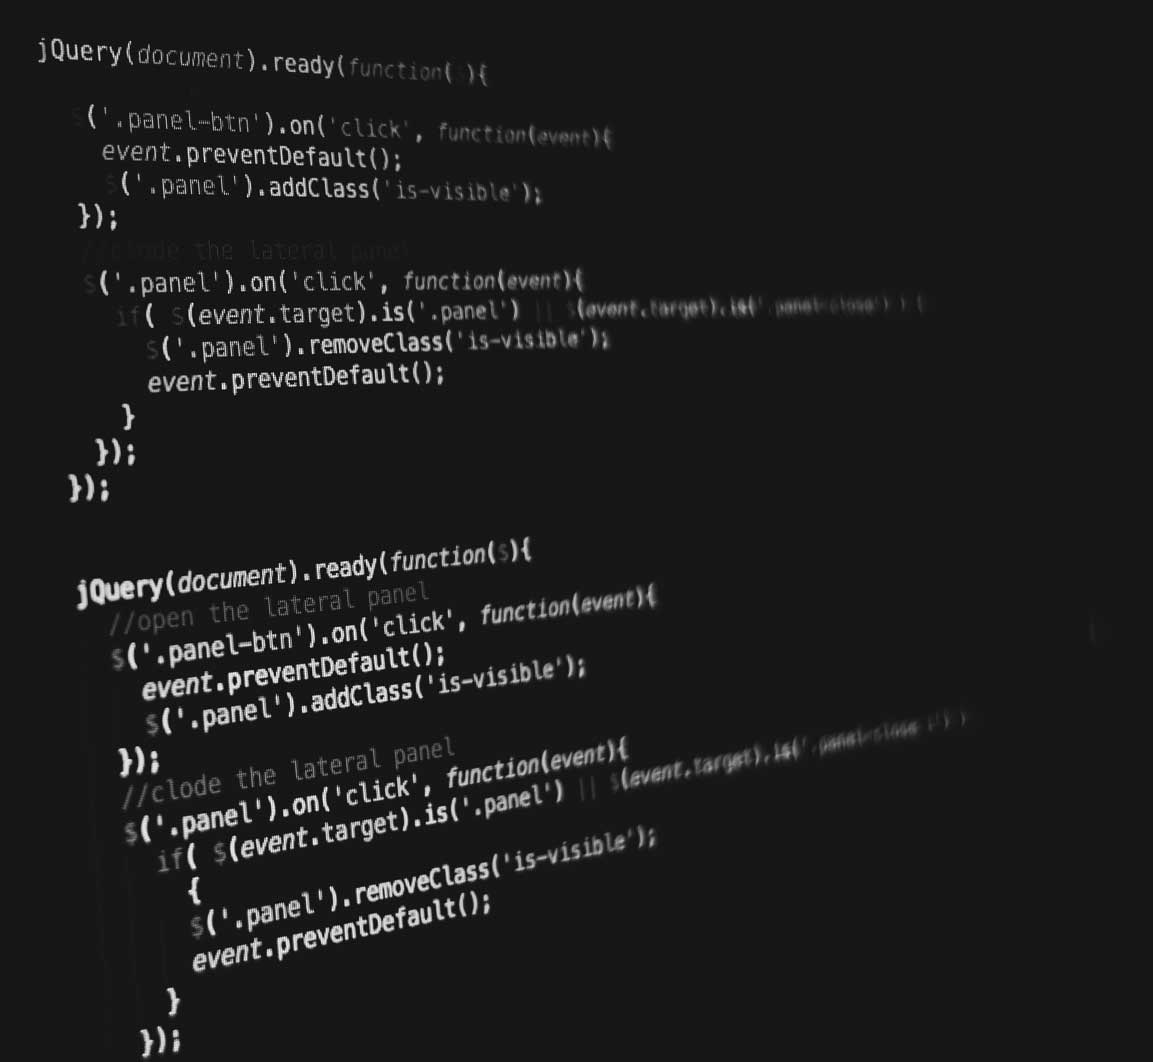 jQuery(document).ready(function( ){
$('.panel-btn').on('click', function(event){
event.preventDefault();
$('.panel').addClass('is-visible');
});
//clode the lateral panel
$('.panel').on('click', function(event){
if( $(event.target).is('.panel') || $(event.target).is('.panel-close') ) {
$('.panel').removeClass('is-visible');
event.preventDefault();
}
});
});
jQuery(document).ready(function($){
//open the lateral panel
$('.panel-btn').on('click', function(event){
event.preventDefault();
$('.panel').addClass('is-visible');
});
//clode the lateral panel
$('.panel').on('click', function(event){
if( $(event.target).is('.panel') || $(event.target).is('.panel-close
{
$('.panel').removeClass('is-visible');
event.preventDefault();
}
});